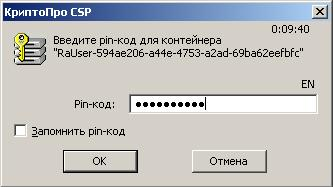 КриптоПро CSP
0:09:40
Введите pin-код для контейнера
"RaUser-594ae206-a44e-4753-a2ad-69ba62eefbfc"
EN
Pin-код: ●●●●●●●●●●
Запомнить pin-код
OK Отмена